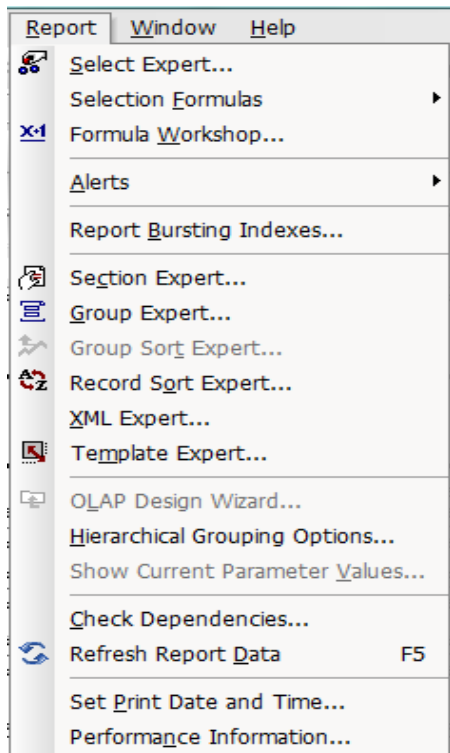 Report Window Help
Select Expert...
Selection Formulas
Formula Workshop...
Alerts
Report Bursting Indexes...
Section Expert...
Group Expert...
Group Sort Expert...
Record Sort Expert...
XML Expert...
Template Expert...
OLAP Design Wizard...
Hierarchical Grouping Options...
Show Current Parameter Values...
Check Dependencies...
Refresh Report Data F5
Set Print Date and Time...
Performance Information...